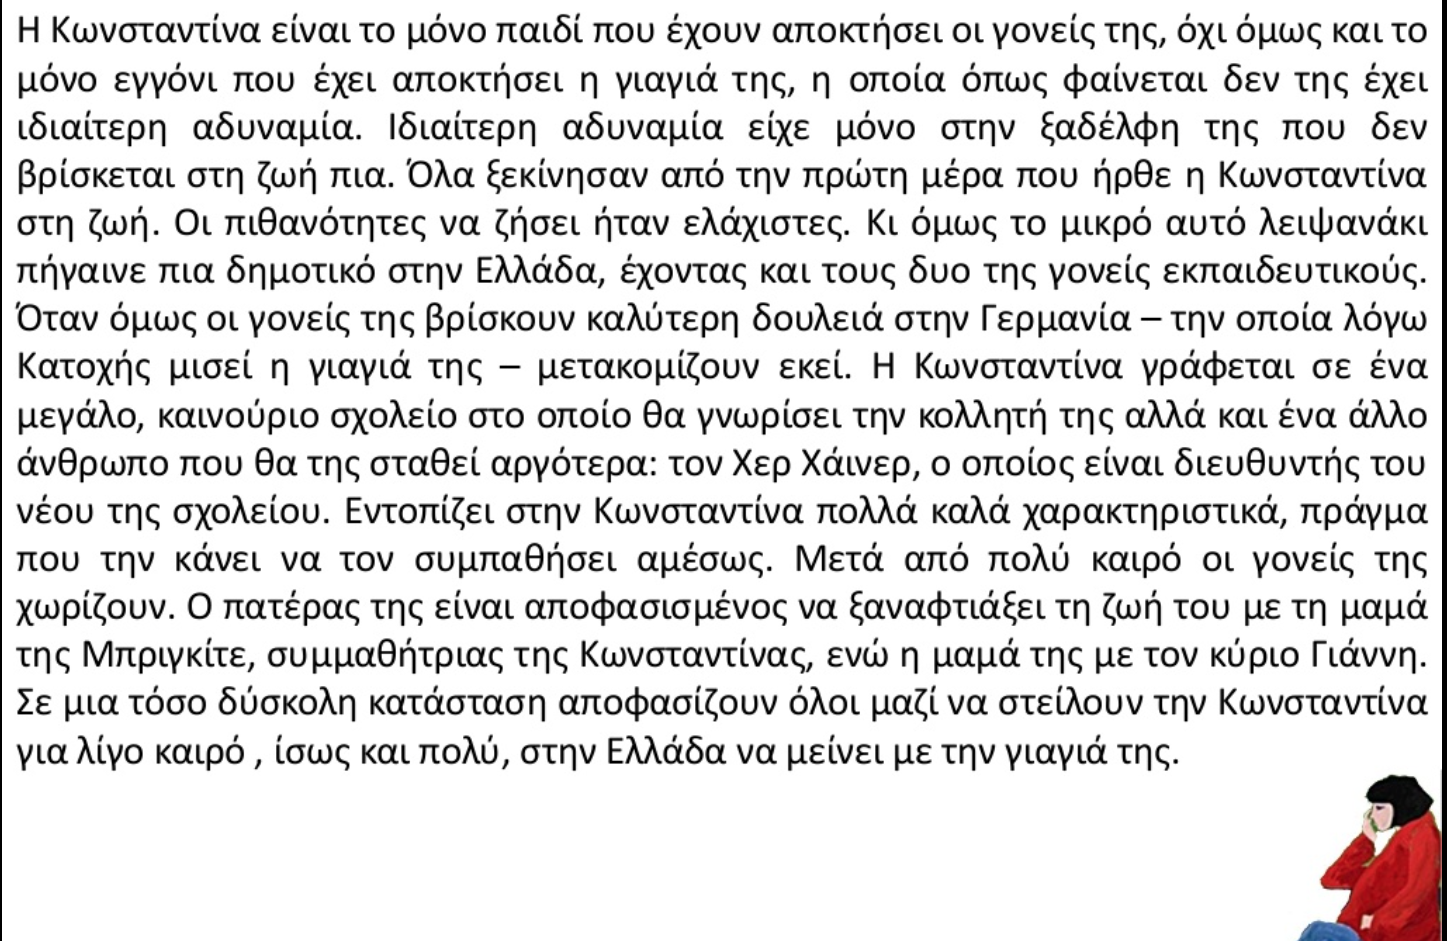 Η Κωνσταντίνα είναι το μόνο παιδί που έχουν αποκτήσει οι γονείς της, όχι όμως και το
μόνο εγγόνι που έχει αποκτήσει η γιαγιά της, η οποία όπως φαίνεται δεν της έχει
ιδιαίτερη αδυναμία. Ιδιαίτερη αδυναμία είχε μόνο στην ξαδέλφη της που δεν
βρίσκεται στη ζωή πια. Όλα ξεκίνησαν από την πρώτη μέρα που ήρθε η Κωνσταντίνα
στη ζωή. Οι πιθανότητες να ζήσει ήταν ελάχιστες. Κι όμως το μικρό αυτό λειψανάκι
πήγαινε πια δημοτικό στην Ελλάδα, έχοντας και τους δυο της γονείς εκπαιδευτικούς.
Όταν όμως οι γονείς της βρίσκουν καλύτερη δουλειά στην Γερμανία – την οποία λόγω
Κατοχής μισεί η γιαγιά της – μετακομίζουν εκεί. Η Κωνσταντίνα γράφεται σε ένα
μεγάλο, καινούριο σχολείο στο οποίο θα γνωρίσει την κολλητή της αλλά και ένα άλλο
άνθρωπο που θα της σταθεί αργότερα: τον Χερ Χάινερ, ο οποίος είναι διευθυντής του
νέου της σχολείου. Εντοπίζει στην Κωνσταντίνα πολλά καλά χαρακτηριστικά, πράγμα
που την κάνει να τον συμπαθήσει αμέσως. Μετά από πολύ καιρό οι γονείς της
χωρίζουν. Ο πατέρας της είναι αποφασισμένος να ξαναφτιάξει τη ζωή του με τη μαμά
της Μπριγκίτε, συμμαθήτριας της Κωνσταντίνας, ενώ η μαμά της με τον κύριο Γιάννη.
Σε μια τόσο δύσκολη κατάσταση αποφασίζουν όλοι μαζί να στείλουν την Κωνσταντίνα
για λίγο καιρό , ίσως και πολύ, στην Ελλάδα να μείνει με την γιαγιά της.